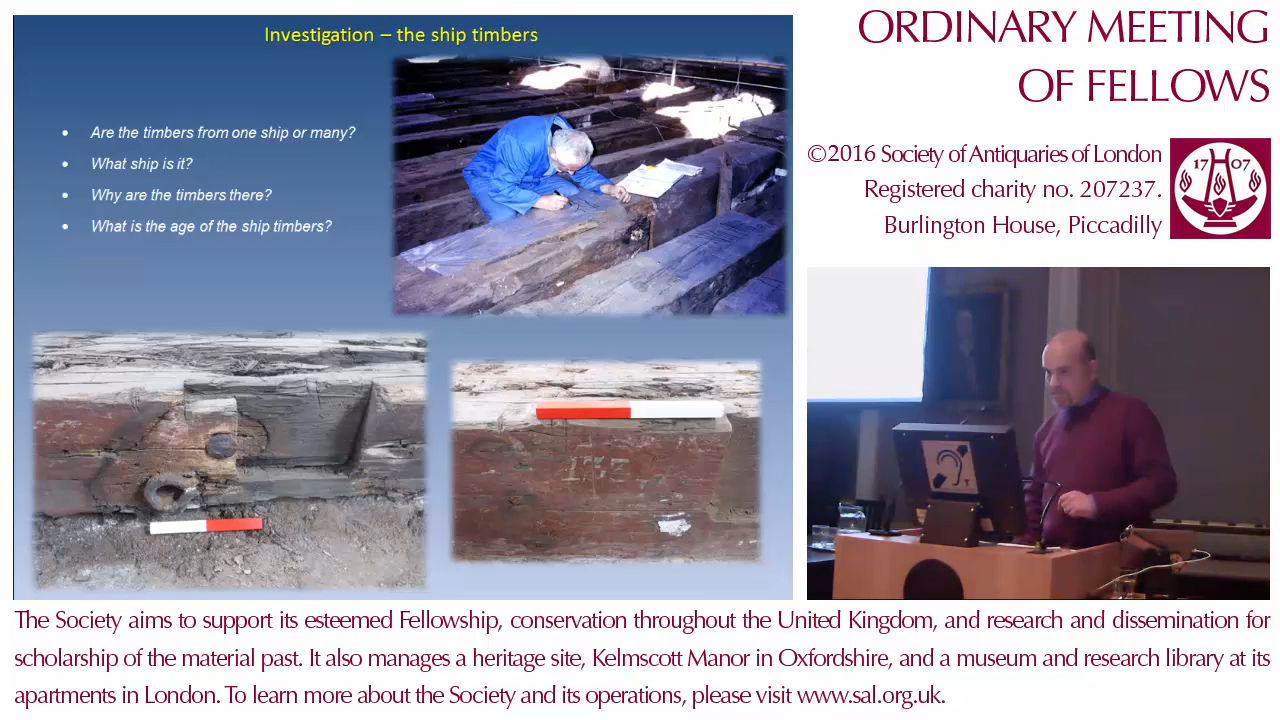 Investigation – the ship timbers
• Are the timbers from one ship or many?
• What ship is it?
• Why are the timbers there?
• What is the age of the ship timbers?
ORDINARY MEETING
OF FELLOWS
©2016 Society of Antiquaries of London
Registered charity no. 207237.
Burlington House, Piccadilly
17 07
T
The Society aims to support its esteemed Fellowship, conservation throughout the United Kingdom, and research and dissemination for
scholarship of the material past. It also manages a heritage site, Kelmscott Manor in Oxfordshire, and a museum and research library at its
apartments in London. To learn more about the Society and its operations, please visit www.sal.org.uk.